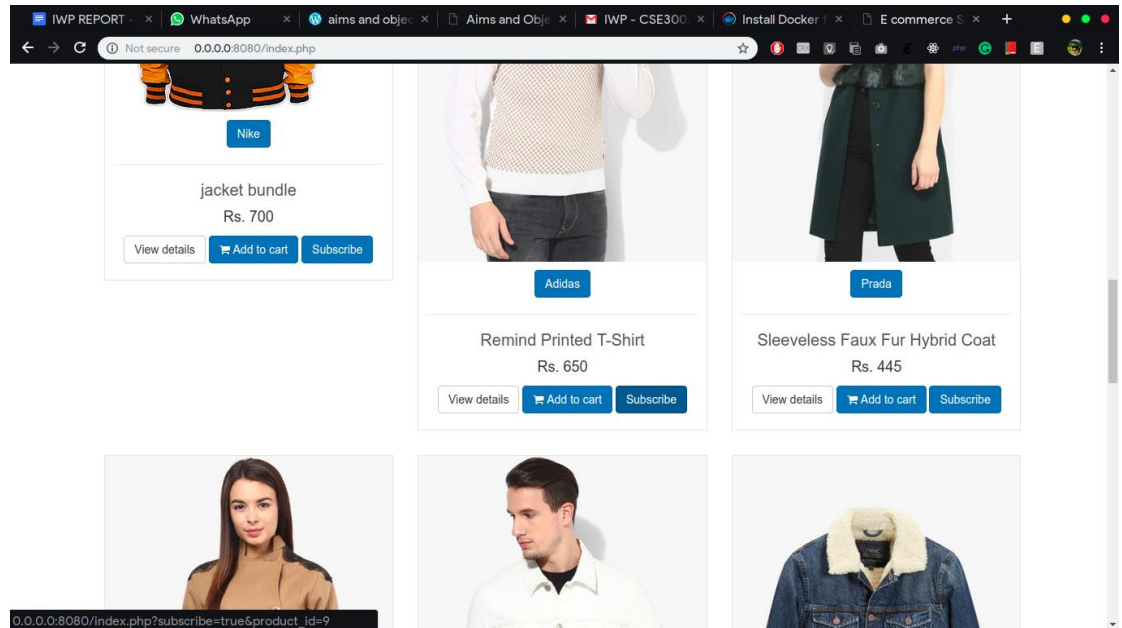 IWP REPORT -
WhatsApp
aims and objec
Aims and Obje
IWP - CSE300
Install Docker f
E commerce S
Not secure 0.0.0.0:8080/index.php
Nike
jacket bundle
Rs. 700
View details Add to cart Subscribe
Adidas
Remind Printed T-Shirt
Rs. 650
View details Add to cart Subscribe
Prada
Sleeveless Faux Fur Hybrid Coat
Rs. 445
View details Add to cart Subscribe
0.0.0.0:8080/index.php?subscribe=true&product_id=9